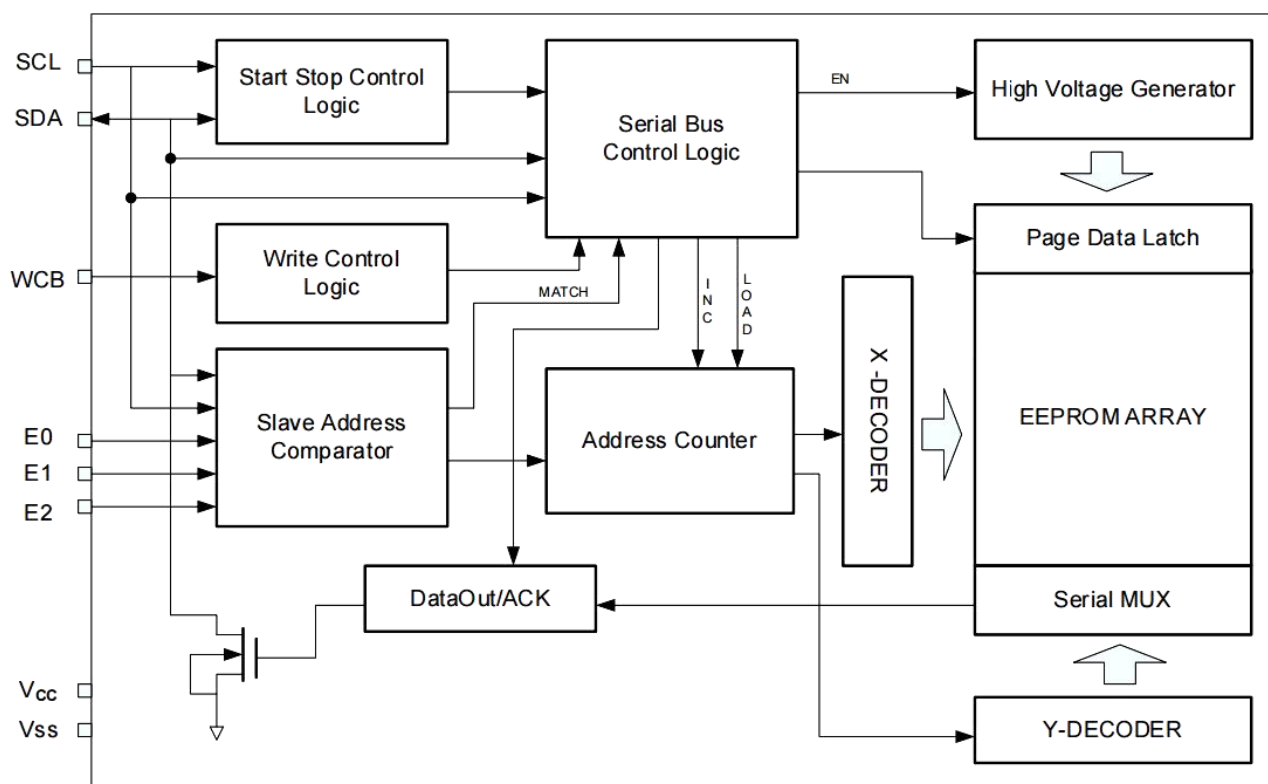 SCL
SDA
WCB
E0
E1
E2
Vcc
Vss
Start Stop Control
Logic
Serial Bus
Control Logic
EN
High Voltage Generator
Write Control
Logic
Page Data Latch
MATCH
INC
LOAD
Slave Address
Comparator
Address Counter
X -DECODER
EEPROM ARRAY
DataOut/ACK
Serial MUX
Y-DECODER